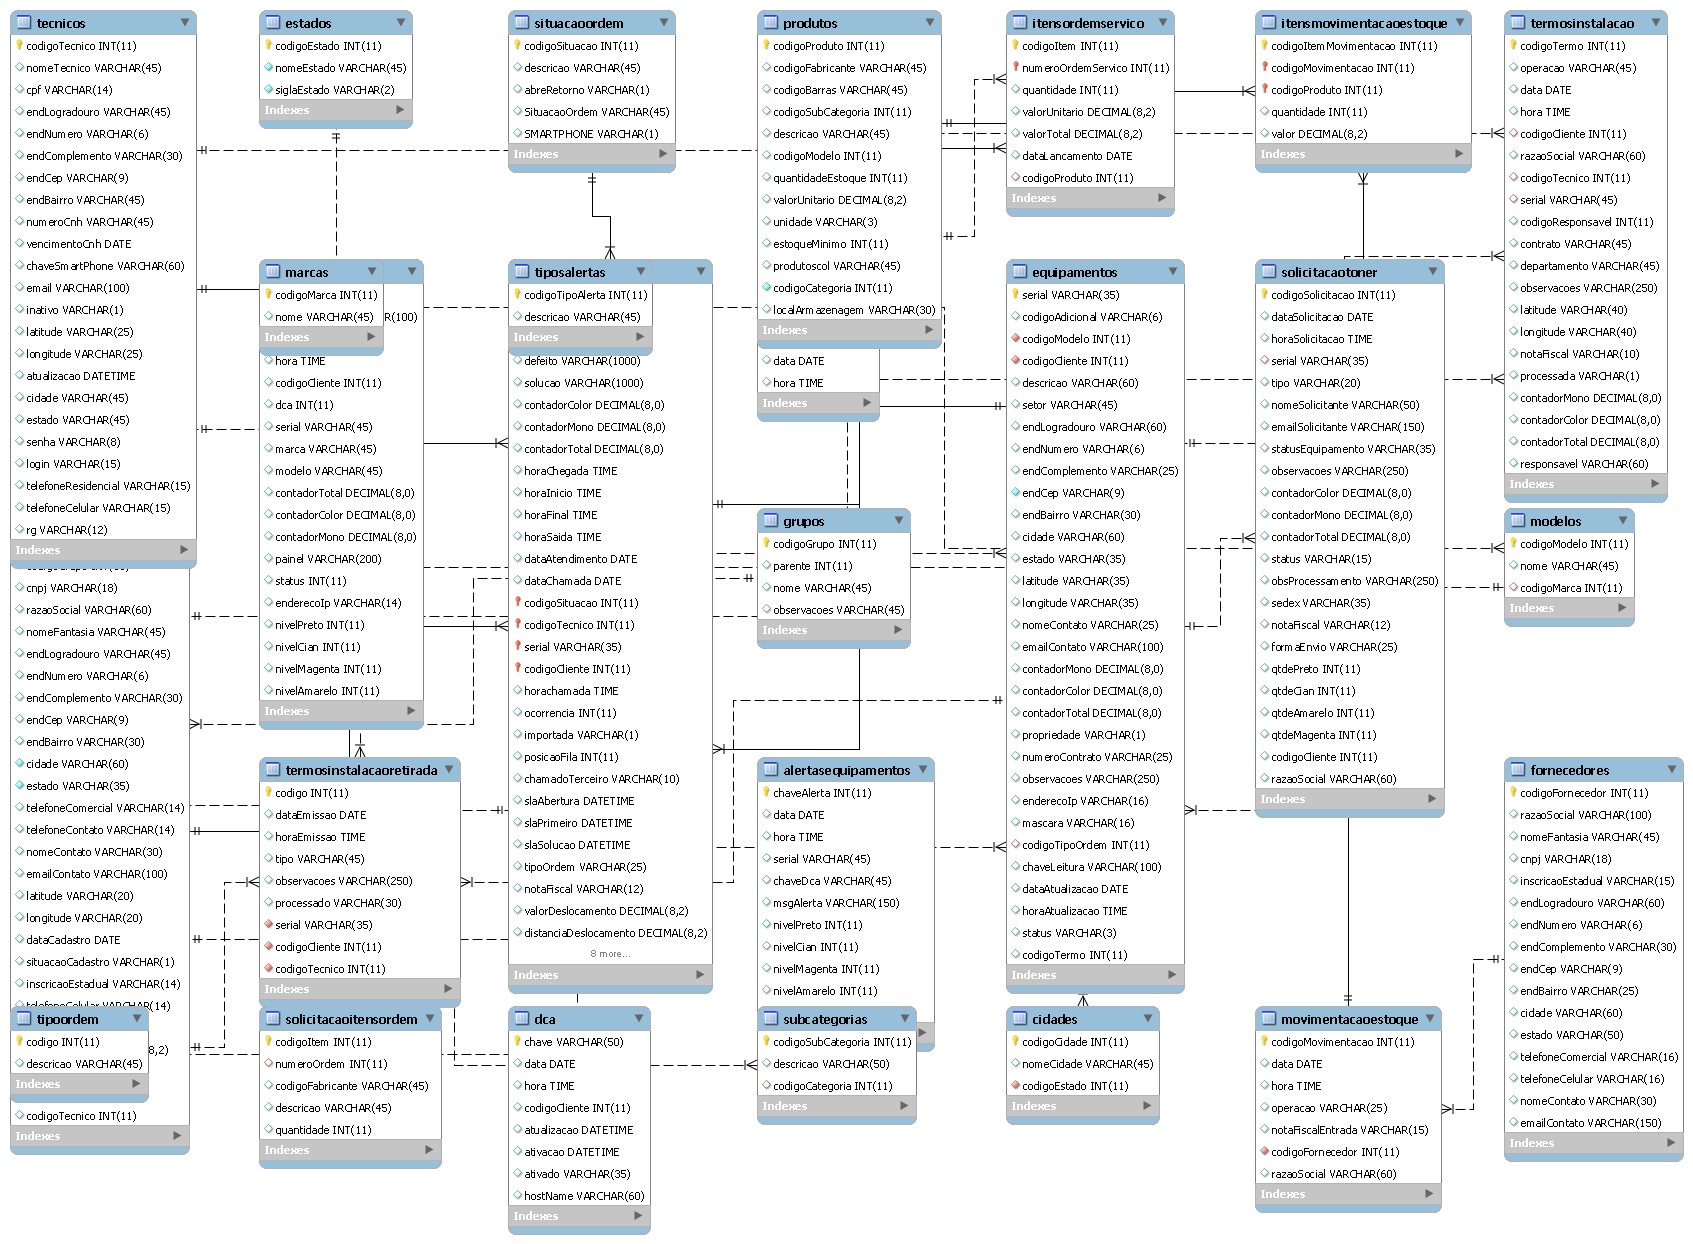 tecnicos
codigoTecnico INT(11)
nomeTecnico VARCHAR(45)
cpf VARCHAR(14)
endLogradouro VARCHAR(45)
endNumero VARCHAR(6)
endComplemento VARCHAR(30)
endCep VARCHAR(9)
endBairro VARCHAR(45)
numeroCnh VARCHAR(45)
vencimentoCnh DATE
chaveSmartPhone VARCHAR(60)
email VARCHAR(100)
inativo VARCHAR(1)
latitude VARCHAR(25)
longitude VARCHAR(25)
atualizacao DATETIME
cidade VARCHAR(45)
estado VARCHAR(45)
senha VARCHAR(8)
login VARCHAR(15)
telefoneResidencial VARCHAR(15)
telefoneCelular VARCHAR(15)
rg VARCHAR(12)
Indexes
cnpj VARCHAR(18)
razaoSocial VARCHAR(60)
nomeFantasia VARCHAR(45)
endLogradouro VARCHAR(45)
endNumero VARCHAR(6)
endComplemento VARCHAR(30)
endCep VARCHAR(9)
endBairro VARCHAR(30)
cidade VARCHAR(60)
estado VARCHAR(35)
telefoneComercial VARCHAR(14)
telefoneContato VARCHAR(14)
nomeContato VARCHAR(30)
emailContato VARCHAR(100)
latitude VARCHAR(20)
longitude VARCHAR(20)
dataCadastro DATE
situacaoCadastro VARCHAR(1)
inscricaoEstadual VARCHAR(14)
telefoneCelular VARCHAR(14)
tipoordem
codigo INT(11)
descricao VARCHAR(45)
Indexes
8,2)
codigoTecnico INT(11)
Indexes
estados
codigoEstado INT(11)
nomeEstado VARCHAR(45)
siglaEstado VARCHAR(2)
Indexes
marcas
codigoMarca INT(11)
nome VARCHAR(45)
R(100)
Indexes
hora TIME
codigoCliente INT(11)
dca INT(11)
serial VARCHAR(45)
marca VARCHAR(45)
modelo VARCHAR(45)
contadorTotal DECIMAL(8,0)
contadorColor DECIMAL(8,0)
contadorMono DECIMAL(8,0)
painel VARCHAR(200)
status INT(11)
enderecoIp VARCHAR(14)
nivelPreto INT(11)
nivelCian INT(11)
nivelMagenta INT(11)
nivelAmarelo INT(11)
Indexes
termosinstalacaoretirada
codigo INT(11)
dataEmissao DATE
horaEmissao TIME
tipo VARCHAR(45)
observacoes VARCHAR(250)
processado VARCHAR(30)
serial VARCHAR(35)
codigoCliente INT(11)
codigoTecnico INT(11)
Indexes
solicitacaoitensordem
codigoItem INT(11)
numeroOrdem INT(11)
codigoFabricante VARCHAR(45)
descricao VARCHAR(45)
quantidade INT(11)
Indexes
situacaoordem
codigoSituacao INT(11)
descricao VARCHAR(45)
abreRetorno VARCHAR(1)
SituacaoOrdem VARCHAR(45)
SMARTPHONE VARCHAR(1)
Indexes
tiposalertas
codigoTipoAlerta INT(11)
descricao VARCHAR(45)
Indexes
defeito VARCHAR(1000)
solucao VARCHAR(1000)
contadorColor DECIMAL(8,0)
contadorMono DECIMAL(8,0)
contadorTotal DECIMAL(8,0)
horaChegada TIME
horaInicio TIME
horaFinal TIME
horaSaida TIME
dataAtendimento DATE
dataChamada DATE
codigoSituacao INT(11)
codigoTecnico INT(11)
serial VARCHAR(35)
codigoCliente INT(11)
horachamada TIME
ocorrencia INT(11)
importada VARCHAR(1)
posicaoFila INT(11)
chamadoTerceiro VARCHAR(10)
slaAbertura DATETIME
slaPrimeiro DATETIME
slaSolucao DATETIME
tipoOrdem VARCHAR(25)
notaFiscal VARCHAR(12)
valorDeslocamento DECIMAL(8,2)
distanciaDeslocamento DECIMAL(8,2)
8 more...
Indexes
dca
chave VARCHAR(50)
data DATE
hora TIME
codigoCliente INT(11)
atualizacao DATETIME
ativacao DATETIME
ativado VARCHAR(35)
hostName VARCHAR(60)
Indexes
produtos
codigoProduto INT(11)
codigoFabricante VARCHAR(45)
codigoBarras VARCHAR(45)
codigoSubCategoria INT(11)
descricao VARCHAR(45)
codigoModelo INT(11)
quantidadeEstoque INT(11)
valorUnitario DECIMAL(8,2)
unidade VARCHAR(3)
estoqueMinimo INT(11)
produtoscol VARCHAR(45)
codigoCategoria INT(11)
localArmazenagem VARCHAR(30)
Indexes
data DATE
hora TIME
Indexes
grupos
codigoGrupo INT(11)
parente INT(11)
nome VARCHAR(45)
observacoes VARCHAR(45)
Indexes
alertasequipamentos
chaveAlerta INT(11)
data DATE
hora TIME
serial VARCHAR(45)
chaveDca VARCHAR(45)
msgAlerta VARCHAR(150)
nivelPreto INT(11)
nivelCian INT(11)
nivelMagenta INT(11)
nivelAmarelo INT(11)
subcategorias
codigoSubCategoria INT(11)
descricao VARCHAR(50)
codigoCategoria INT(11)
Indexes
itensordemservico
codigoItem INT(11)
numeroOrdemServico INT(11)
quantidade INT(11)
valorUnitario DECIMAL(8,2)
valorTotal DECIMAL(8,2)
dataLancamento DATE
codigoProduto INT(11)
Indexes
equipamentos
serial VARCHAR(35)
codigoAdicional VARCHAR(6)
codigoModelo INT(11)
codigoCliente INT(11)
descricao VARCHAR(60)
setor VARCHAR(45)
endLogradouro VARCHAR(60)
endNumero VARCHAR(6)
endComplemento VARCHAR(25)
endCep VARCHAR(9)
endBairro VARCHAR(30)
cidade VARCHAR(60)
estado VARCHAR(35)
latitude VARCHAR(35)
longitude VARCHAR(35)
nomeContato VARCHAR(25)
emailContato VARCHAR(100)
contadorMono DECIMAL(8,0)
contadorColor DECIMAL(8,0)
contadorTotal DECIMAL(8,0)
propriedade VARCHAR(1)
numeroContrato VARCHAR(25)
observacoes VARCHAR(250)
enderecoIp VARCHAR(16)
mascara VARCHAR(16)
codigoTipoOrdem INT(11)
chaveLeitura VARCHAR(100)
dataAtualizacao DATE
horaAtualizacao TIME
status VARCHAR(3)
codigoTermo INT(11)
Indexes
cidades
codigoCidade INT(11)
nomeCidade VARCHAR(45)
codigoEstado INT(11)
Indexes
itensmovimentacaoestoque
codigoItemMovimentacao INT(11)
codigoMovimentacao INT(11)
codigoProduto INT(11)
quantidade INT(11)
valor DECIMAL(8,2)
Indexes
solicitacaotoner
codigoSolicitacao INT(11)
dataSolicitacao DATE
horaSolicitacao TIME
serial VARCHAR(35)
tipo VARCHAR(20)
nomeSolicitante VARCHAR(50)
emailSolicitante VARCHAR(150)
statusEquipamento VARCHAR(35)
observacoes VARCHAR(250)
contadorColor DECIMAL(8,0)
contadorMono DECIMAL(8,0)
contadorTotal DECIMAL(8,0)
status VARCHAR(15)
obsProcessamento VARCHAR(250)
sedex VARCHAR(35)
notaFiscal VARCHAR(12)
formaEnvio VARCHAR(25)
qtdePreto INT(11)
qtdeCian INT(11)
qtdeAmarelo INT(11)
qtdeMagenta INT(11)
codigoCliente INT(11)
razaoSocial VARCHAR(60)
Indexes
movimentacaoestoque
codigoMovimentacao INT(11)
data DATE
hora TIME
operacao VARCHAR(25)
notaFiscalEntrada VARCHAR(15)
codigoFornecedor INT(11)
razaoSocial VARCHAR(60)
Indexes
termosinstalacao
codigoTermo INT(11)
operacao VARCHAR(45)
data DATE
hora TIME
codigoCliente INT(11)
razaoSocial VARCHAR(60)
codigoTecnico INT(11)
serial VARCHAR(45)
codigoResponsavel INT(11)
contrato VARCHAR(45)
departamento VARCHAR(45)
observacoes VARCHAR(250)
latitude VARCHAR(40)
longitude VARCHAR(40)
notaFiscal VARCHAR(10)
processada VARCHAR(1)
contadorMono DECIMAL(8,0)
contadorColor DECIMAL(8,0)
contadorTotal DECIMAL(8,0)
responsavel VARCHAR(60)
Indexes
modelos
codigoModelo INT(11)
nome VARCHAR(45)
codigoMarca INT(11)
Indexes
fornecedores
codigoFornecedor INT(11)
razaoSocial VARCHAR(100)
nomeFantasia VARCHAR(45)
cnpj VARCHAR(18)
inscricaoEstadual VARCHAR(15)
endLogradouro VARCHAR(60)
endNumero VARCHAR(6)
endComplemento VARCHAR(30)
endCep VARCHAR(9)
endBairro VARCHAR(25)
cidade VARCHAR(60)
estado VARCHAR(50)
telefoneComercial VARCHAR(16)
telefoneCelular VARCHAR(16)
nomeContato VARCHAR(30)
emailContato VARCHAR(150)
Indexes